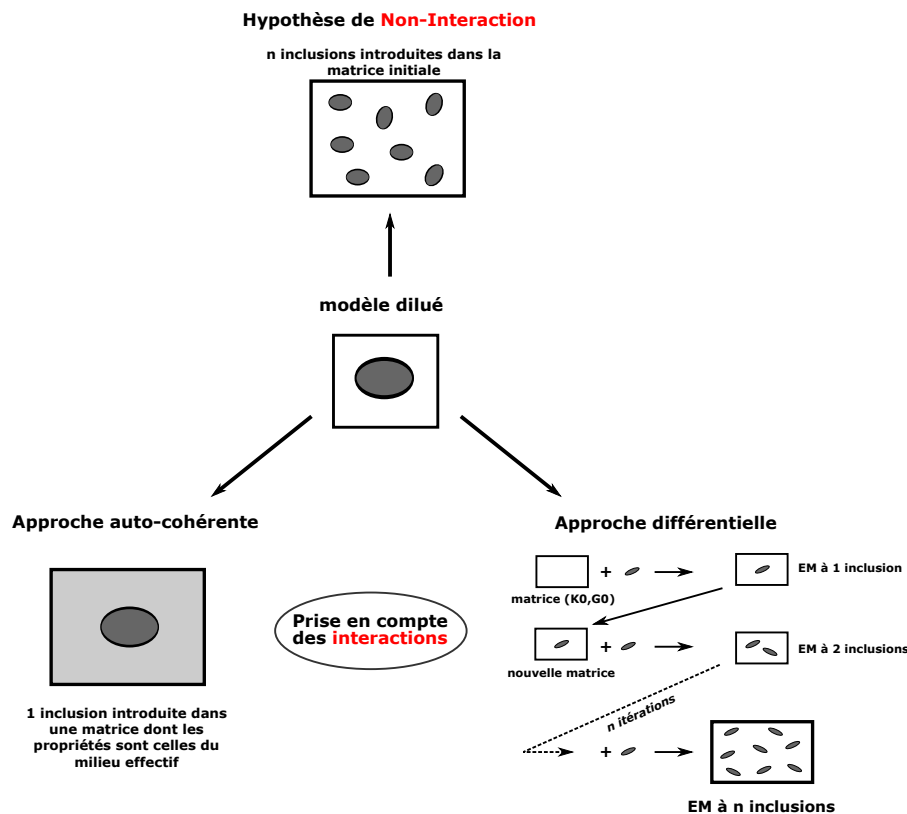 Hypothèse de Non-Interaction
n inclusions introduites dans la
matrice initiale
modèle dilué
Approche auto-cohérente
1 inclusion introduite dans
une matrice dont les
propriétés sont celles du
milieu effectif
Prise en compte
des interactions
Approche différentielle
+
EM à 1 inclusion
matrice (K0,G0)
+
EM à 2 inclusions
nouvelle matrice
n itérations
+
EM à n inclusions